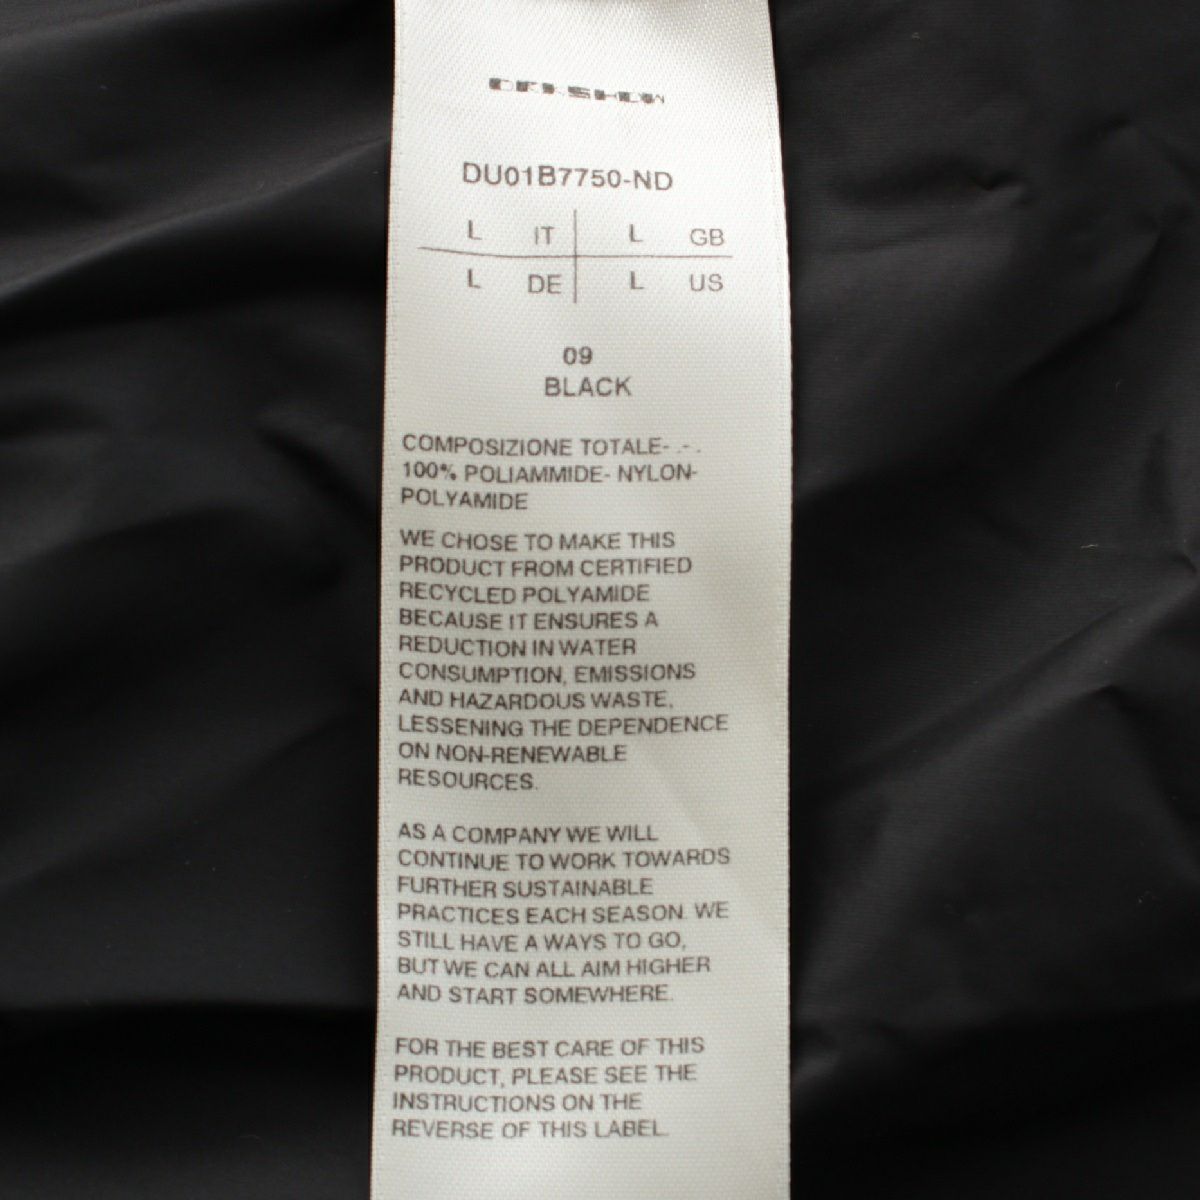 DRKSHDW
DU01B7750-ND
L IT L GB
L DE L US
09
BLACK
COMPOSIZIONE TOTALE- .-.
100% POLIAMMIDE- NYLON-
POLYAMIDE
WE CHOSE TO MAKE THIS
PRODUCT FROM CERTIFIED
RECYCLED POLYAMIDE
BECAUSE IT ENSURES A
REDUCTION IN WATER
CONSUMPTION, EMISSIONS
AND HAZARDOUS WASTE,
LESSENING THE DEPENDENCE
ON NON-RENEWABLE
RESOURCES.
AS A COMPANY WE WILL
CONTINUE TO WORK TOWARDS
FURTHER SUSTAINABLE
PRACTICES EACH SEASON. WE
STILL HAVE A WAYS TO GO,
BUT WE CAN ALL AIM HIGHER
AND START SOMEWHERE.
FOR THE BEST CARE OF THIS
PRODUCT, PLEASE SEE THE
INSTRUCTIONS ON THE
REVERSE OF THIS LABEL.